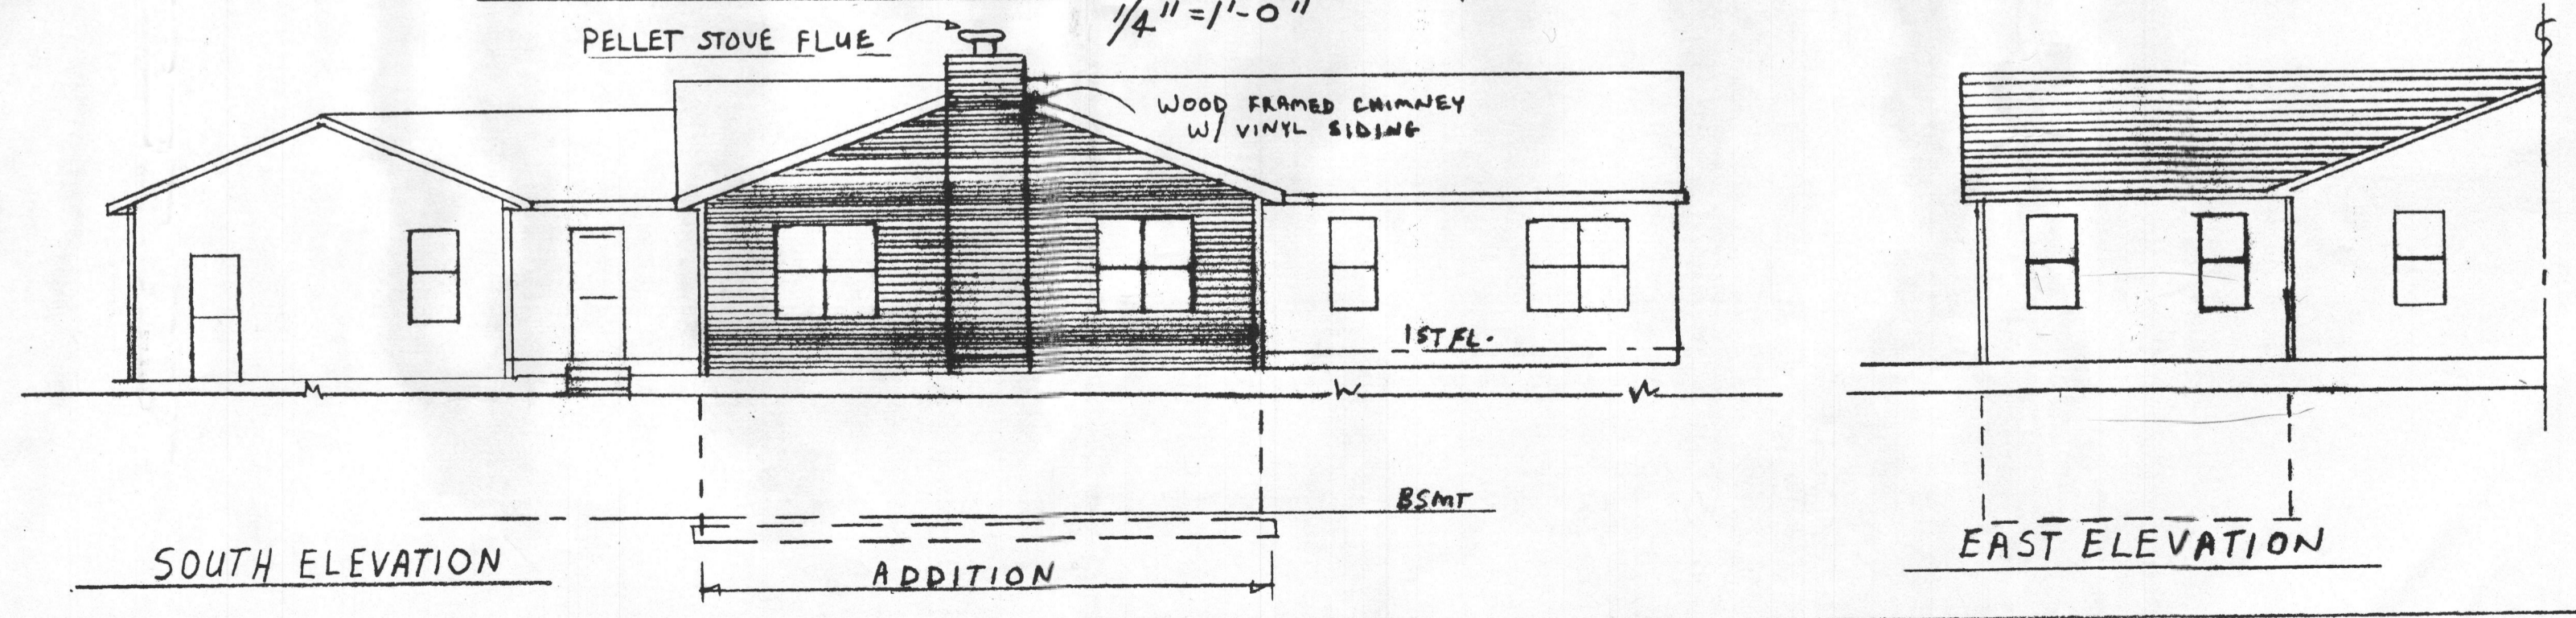 1/4" = 1'-0"
PELLET STOVE FLUE
WOOD FRAMED CHIMNEY
W/ VINYL SIDING
1ST FL.
BSMT
SOUTH ELEVATION
ADDITION
EAST ELEVATION